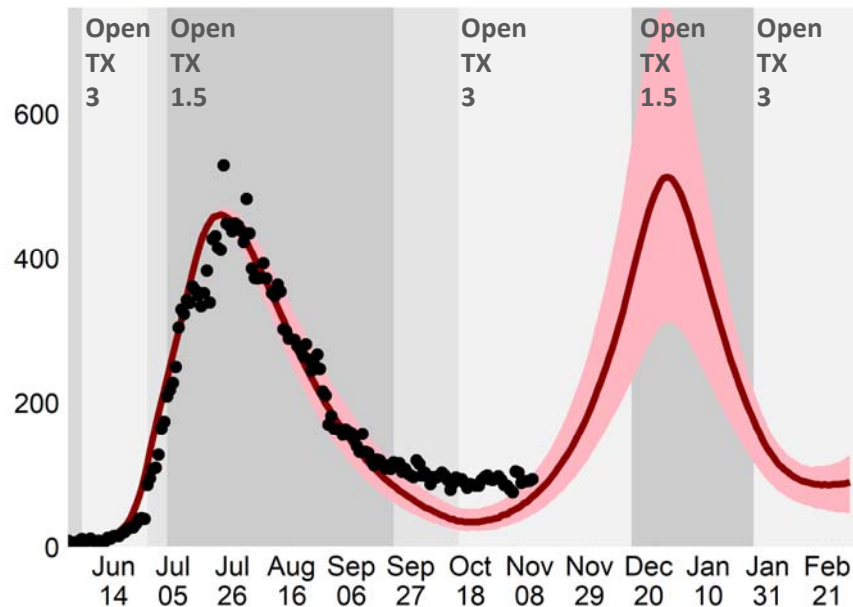 Open Open Open Open Open
TX TX TX TX TX
3 1.5 3 1.5 3
600
400
200
0
Jun Jul Jul Aug Sep Sep Oct Nov Nov Dec Jan Jan Feb
14 05 26 16 06 27 18 08 29 20 10 31 21